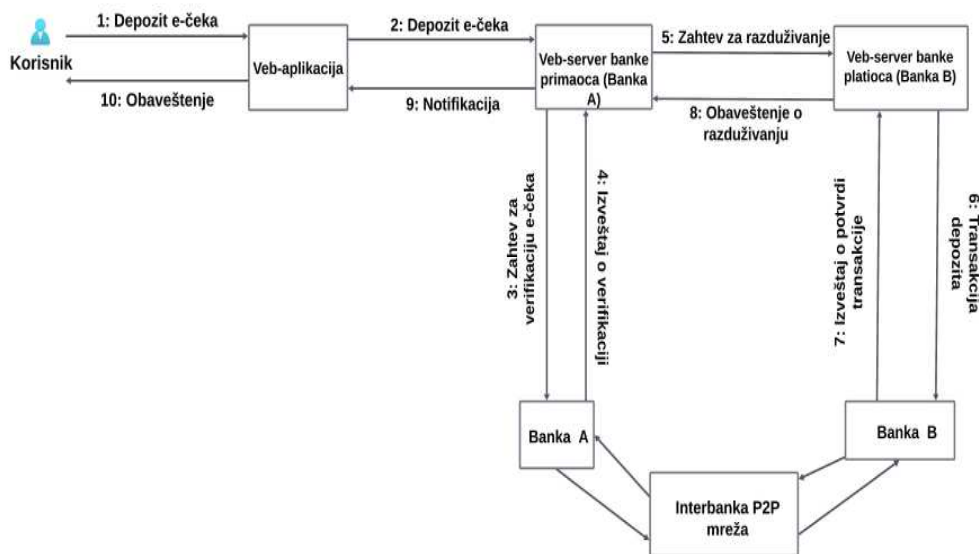 1: Depozit e-čeka
Korisnik
10: Obaveštenje
Veb-aplikacija
2: Depozit e-čeka
9: Notifikacija
Veb-server banke
primaoca (Banka
A)
5: Zahtev za razduživanje
8: Obaveštenje o
razduživanju
Veb-server banke
platioca (Banka B)
3: Zahtev za
verifikaciju e-čeka
4: Izveštaj o verifikaciji
7: Izveštaj o potvrdi
transakcije
6: Transakcija
depozita
Banka A
Banka B
Interbanka P2P
mreža